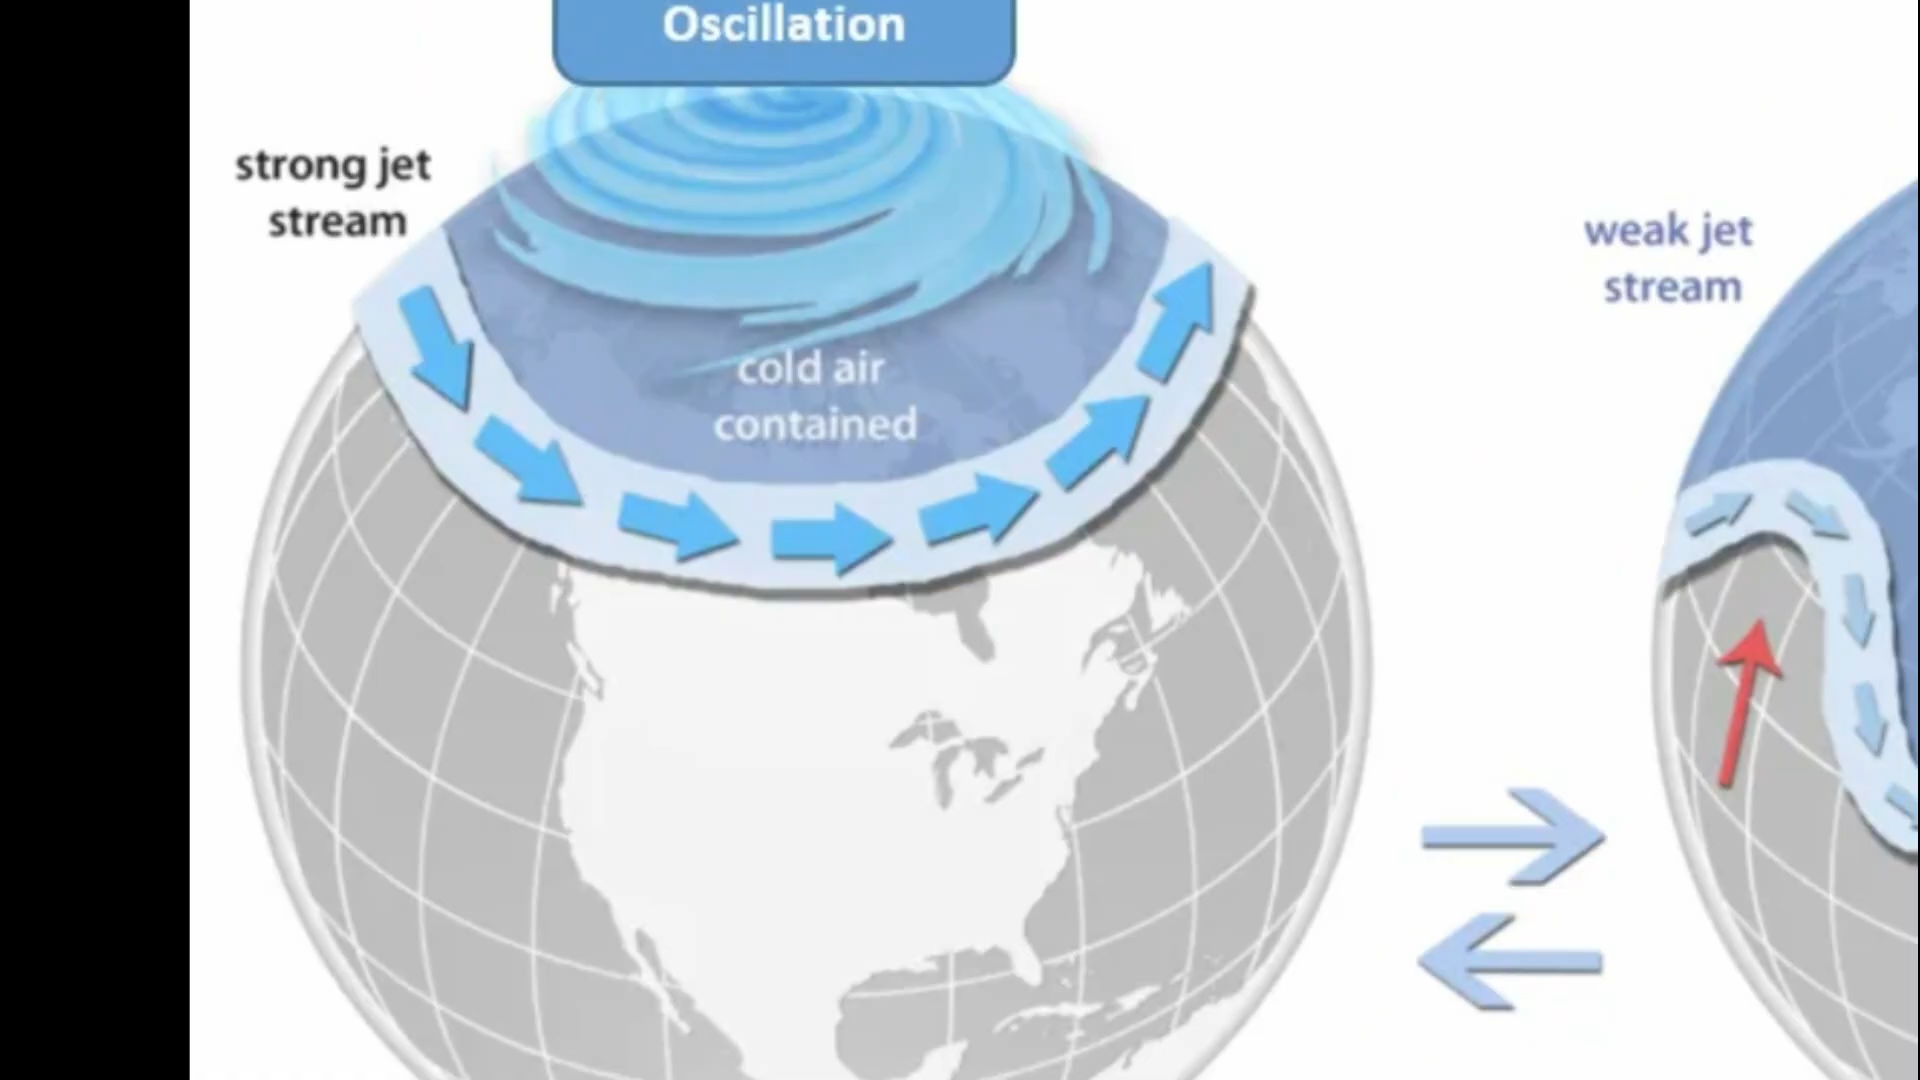 Oscillation
strong jet
stream
cold air
contained
weak jet
stream